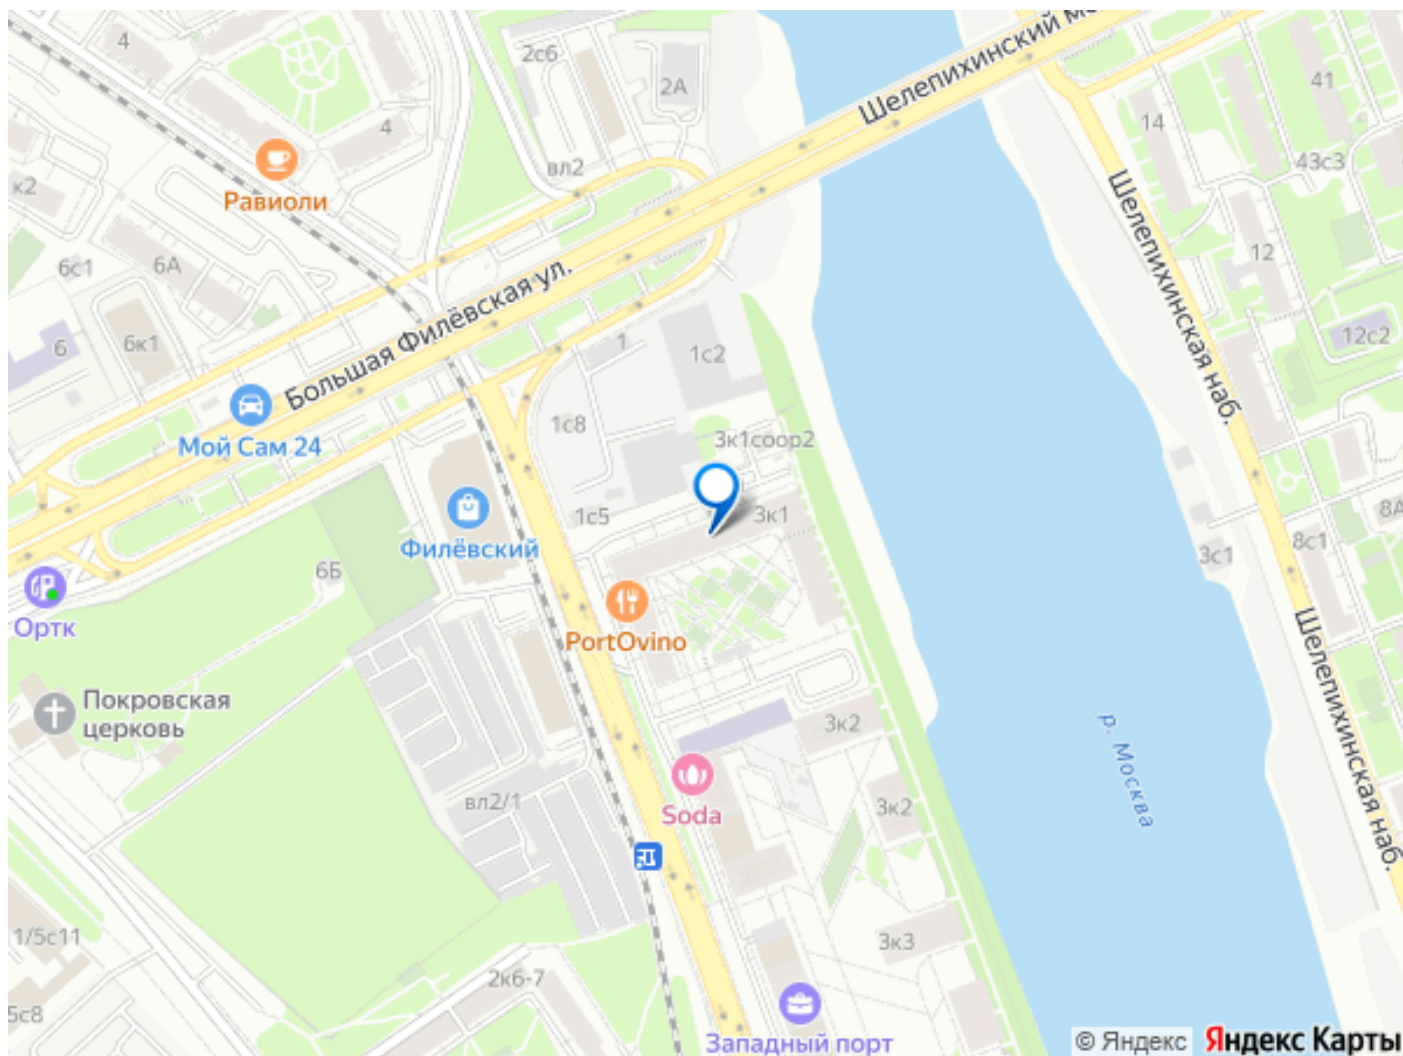 4
2с6
2А
Шелепихинский мо
41
14
43с3
4
вл2
Равиоли
к2
Шелепихинская наб.
12
6с1
6А
Большая Филёвская ул.
12с2
6
6к1
1
1с2
Мой Сам 24
1с8
3к1соор2
1с5
3к1
8А
8с1
3с1
Филёвский
6Б
Ортк
PortOvino
Шелепихинская наб.
Покровская
церковь
3к2
р. Москва
Soda
вл2/1
3к2
1/5с11
3к3
2к6-7
5с8
Западный порт
© Яндекс Яндекс Карты